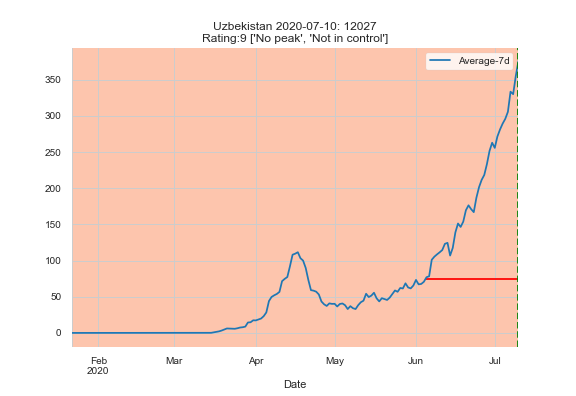 Uzbekistan 2020-07-10: 12027
Rating:9 ['No peak', 'Not in control']
Average-7d
350
300
250
200
150
100
50
0
Feb
2020
Mar
Apr
May
Jun
Jul
Date